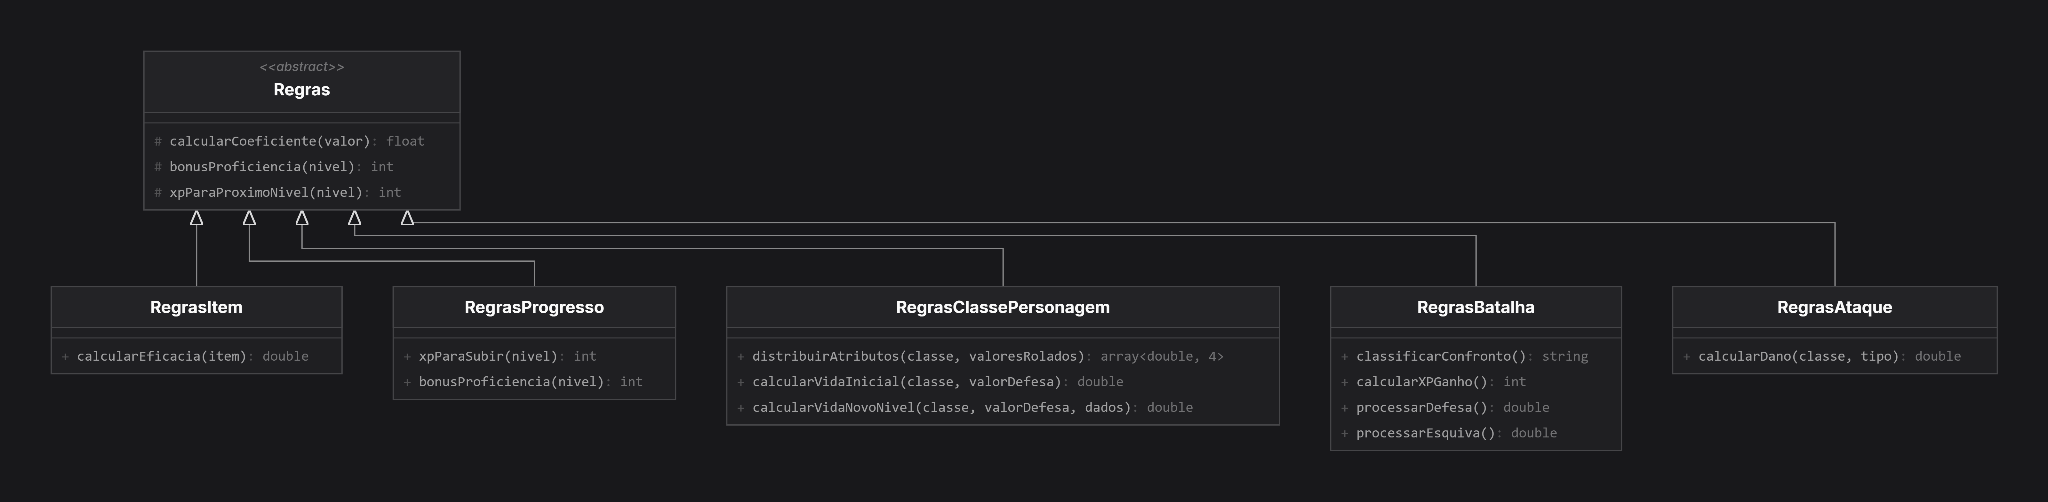 <<abstract>>
Regras
# calcularCoeficiente(valor): float
# bonusProficiencia(nivel): int
# xpParaProximoNivel(nivel): int
RegrasItem
+ calcularEficacia(item): double
RegrasProgresso
+ xpParaSubir(nivel): int
+ bonusProficiencia(nivel): int
RegrasClassePersonagem
+ distribuirAtributos(classe, valoresRolados): array<double, 4>
+ calcularVidaInicial(classe, valorDefesa): double
+ calcularVidaNovoNivel(classe, valorDefesa, dados): double
RegrasBatalha
+ classificarConfronto(): string
+ calcularXPGanho(): int
+ processarDefesa(): double
+ processarEsquiva(): double
RegrasAtaque
+ calcularDano(classe, tipo): double